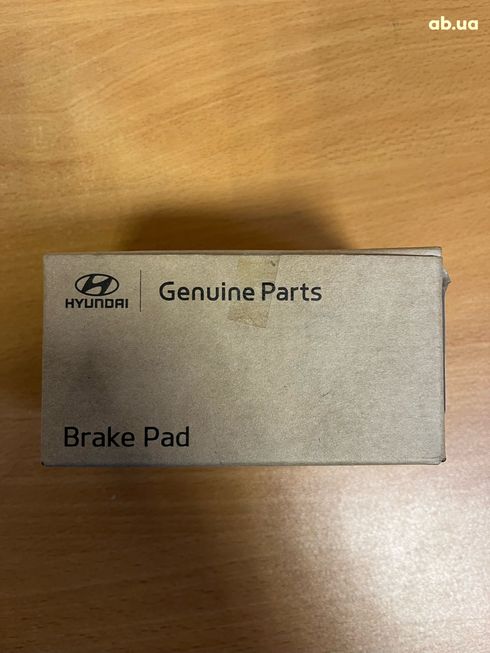 ab.ua
HYUNDAI
Genuine Parts
Brake Pad